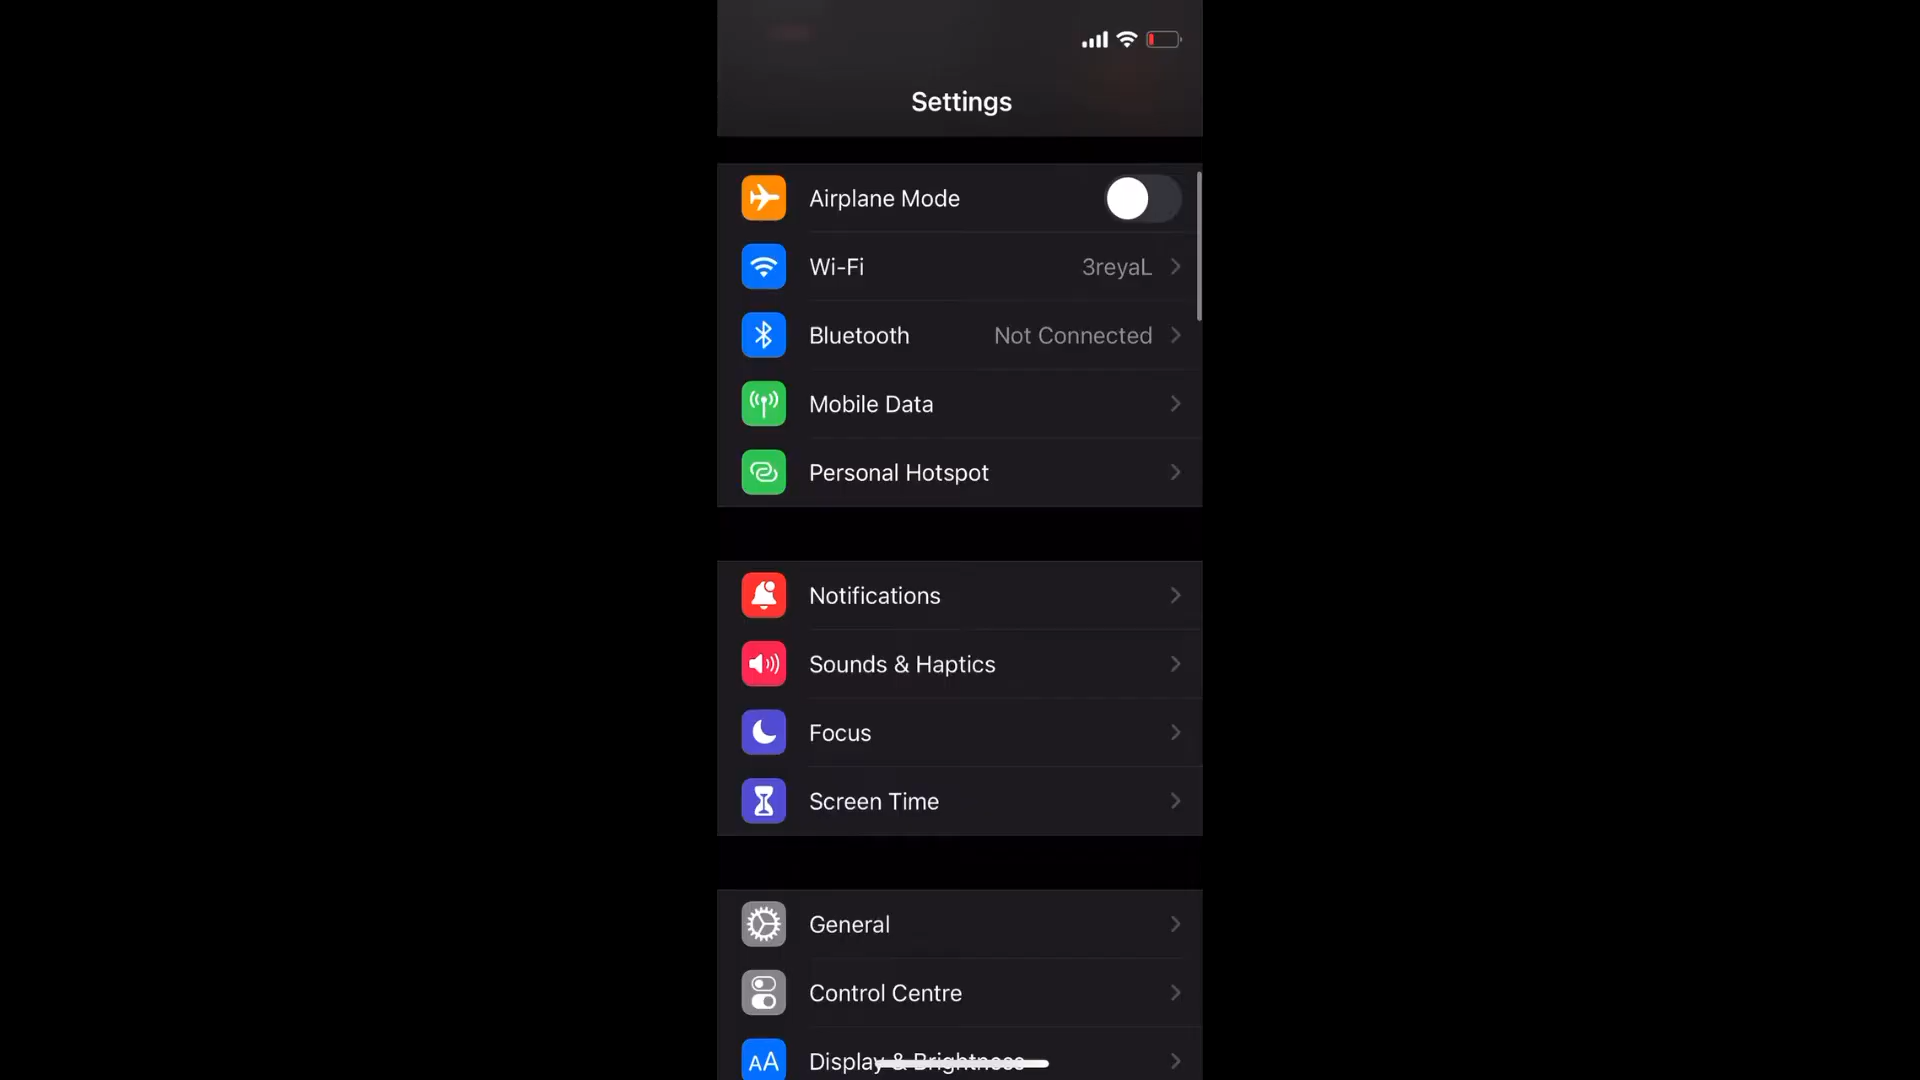 Settings
Airplane Mode
Wi-Fi 3reyaL
Bluetooth Not Connected
Mobile Data
Personal Hotspot
Notifications
Sounds & Haptics
Focus
Screen Time
General
Control Centre
AA Display & Brightness